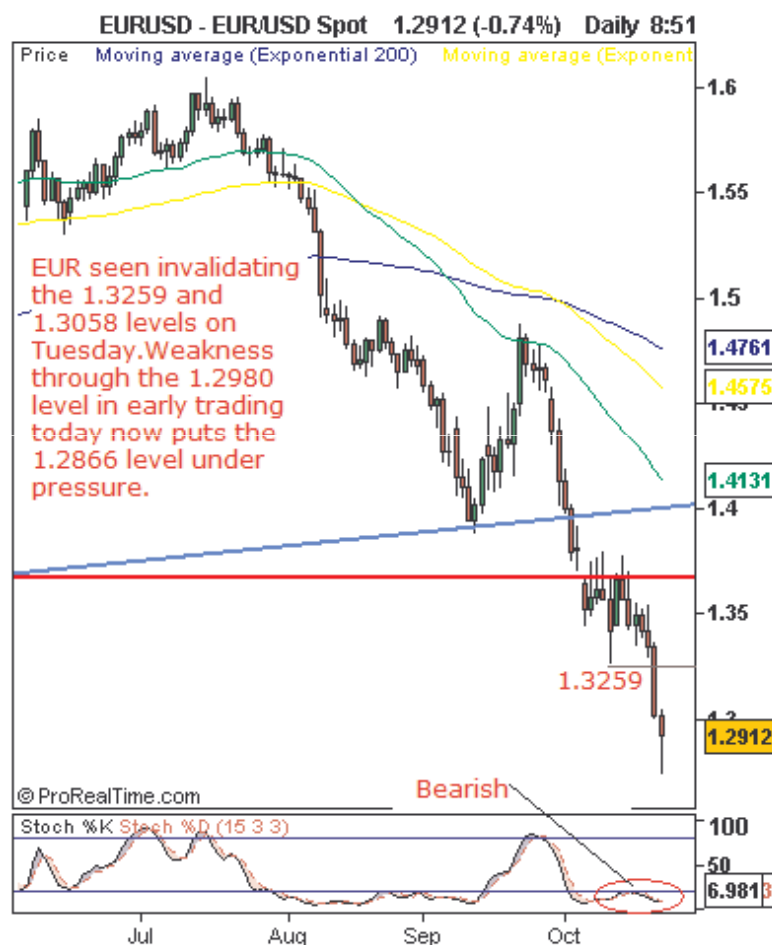 EURUSD - EUR/USD Spot 1.2912 (-0.74%) Daily 8:51
Price Moving average (Exponential 200) Moving average (Exponent
1.6
1.55
EUR seen invalidating
the 1.3259 and
1.3058 levels on
Tuesday.Weakness
through the 1.2980
level in early trading
today now puts the
1.2866 level under
pressure.
1.5
1.4761
1.4575
1.4131
1.4
1.35
1.3259
1.2912
© ProRealTime.com
Bearish
Stoch %K Stoch %D (15 3 3)
100
50
6.981
Jul Aug Sep Oct